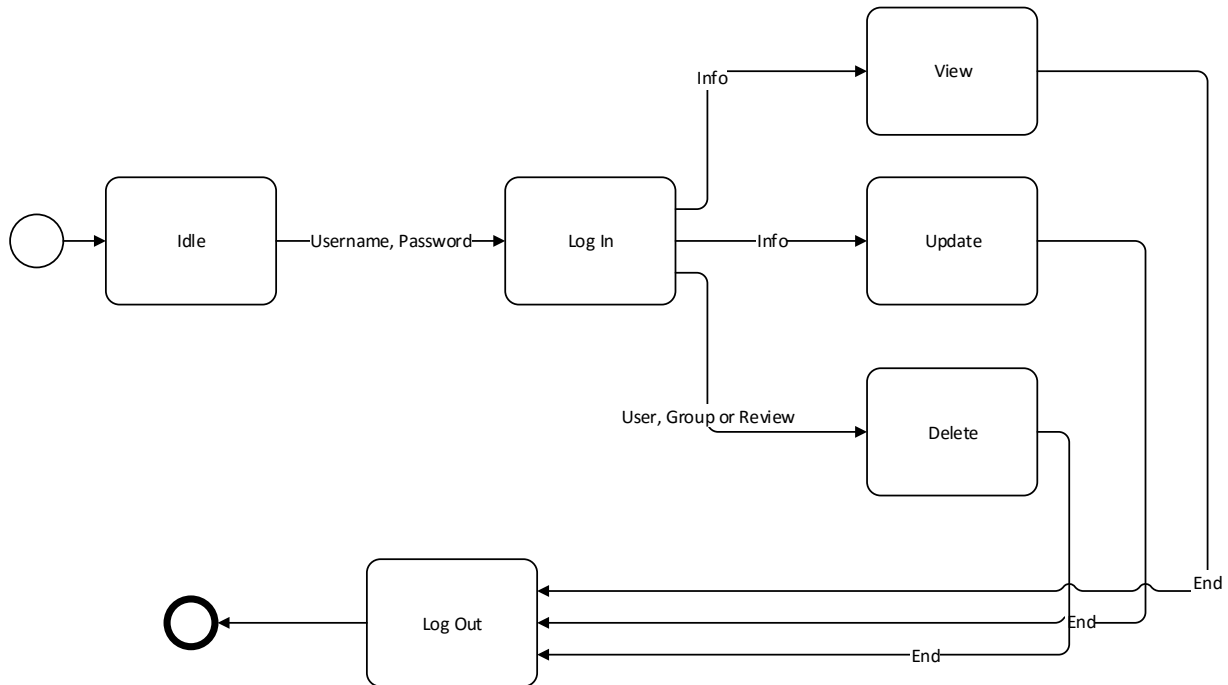 View
Info
Idle
Username, Password
Log In
Info
Update
User, Group or Review
Delete
End
Log Out
End
End